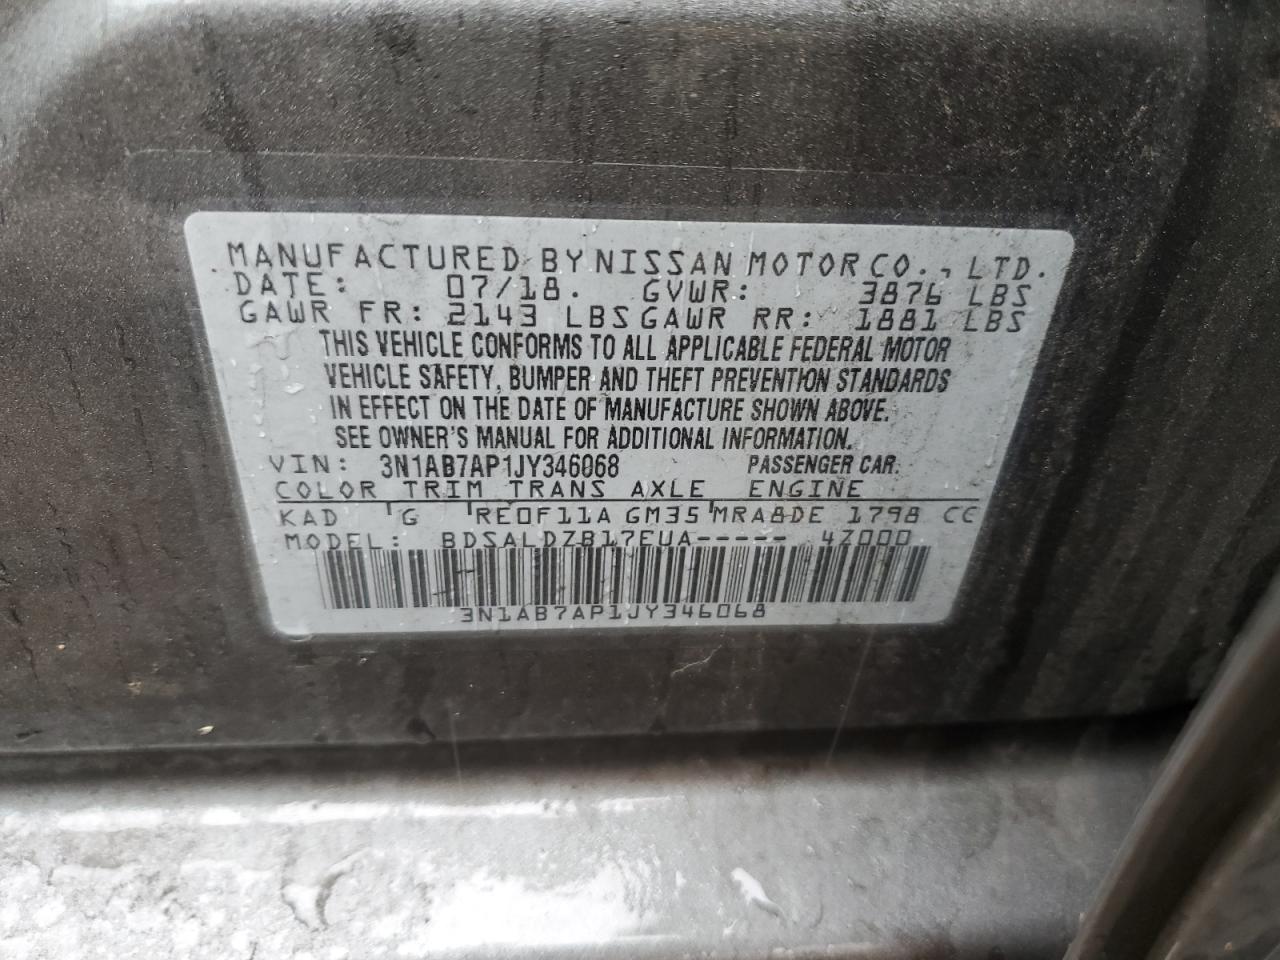 MANUFACTURED BY NISSAN MOTOR CO., LTD.
DATE: 07/18. GVWR: 3876 LBS
GAWR FR: 2143 LBS GAWR RR: 1881 LBS
THIS VEHICLE CONFORMS TO ALL APPLICABLE FEDERAL MOTOR
VEHICLE SAFETY, BUMPER AND THEFT PREVENTION STANDARDS
IN EFFECT ON THE DATE OF MANUFACTURE SHOWN ABOVE.
SEE OWNER'S MANUAL FOR ADDITIONAL INFORMATION.
VIN: 3N1AB7AP1JY346068 PASSENGER CAR.
COLOR TRIM TRANS AXLE ENGINE
KAD G RE0F11A GM35 MRA8DE 1798 CC
MODEL: BDSALDZB17EUA----- 4Z000
3N1AB7AP1JY346068